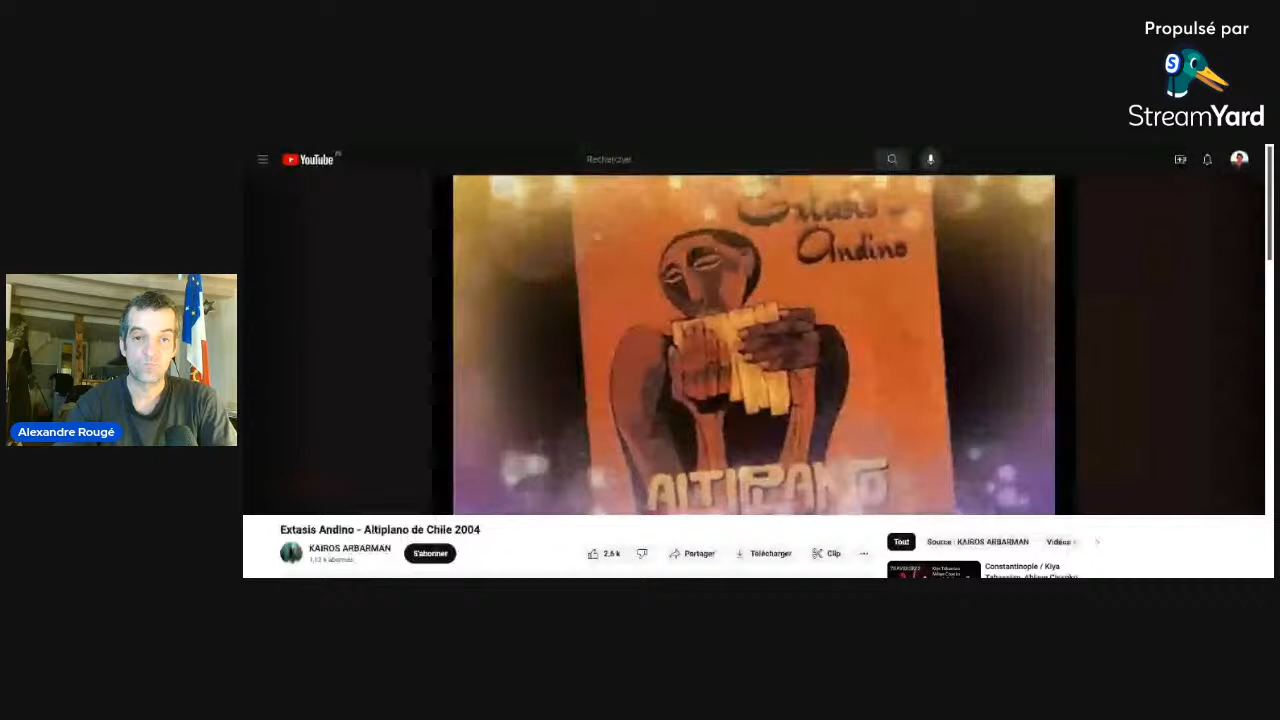 Propulsé par
StreamYard
YouTube
Rechercher
Extasis
Andino
ALTIPLANO
Alexandre Rougé
Extasis Andino - Altiplano de Chile 2004
KAIROS ARBARMAN
S'abonner
2,6 k
Partager
Télécharger
Clip
Tout
Source : KAIROS ARBARMAN
Vidéos
Constantinople / Kiya